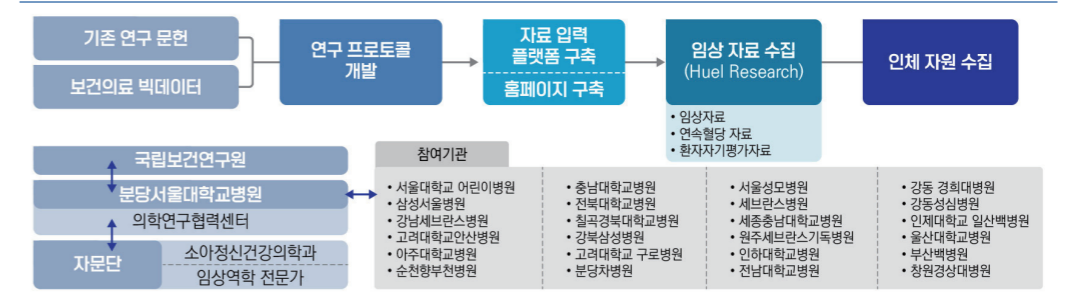 기존 연구 문헌
보건의료 빅데이터
연구 프로토콜
개발
자료 입력
플랫폼 구축
홈페이지 구축
임상 자료 수집
(Huel Research)
• 임상자료
• 연속혈당 자료
• 환자자기평가자료
인체 자원 수집
국립보건연구원
분당서울대학교병원
의학연구협력센터
자문단
소아정신건강의학과
임상역학 전문가
참여기관
• 서울대학교 어린이병원
• 삼성서울병원
• 강남세브란스병원
• 고려대학교안산병원
• 아주대학교병원
• 순천향부천병원
• 충남대학교병원
• 전북대학교병원
• 칠곡경북대학교병원
• 강북삼성병원
• 고려대학교 구로병원
• 분당차병원
• 서울성모병원
• 세브란스병원
• 세종충남대학교병원
• 원주세브란스기독병원
• 인하대학교병원
• 전남대학교병원
• 강동 경희대병원
• 강동성심병원
• 인제대학교 일산백병원
• 울산대학교병원
• 부산백병원
• 창원경상대병원